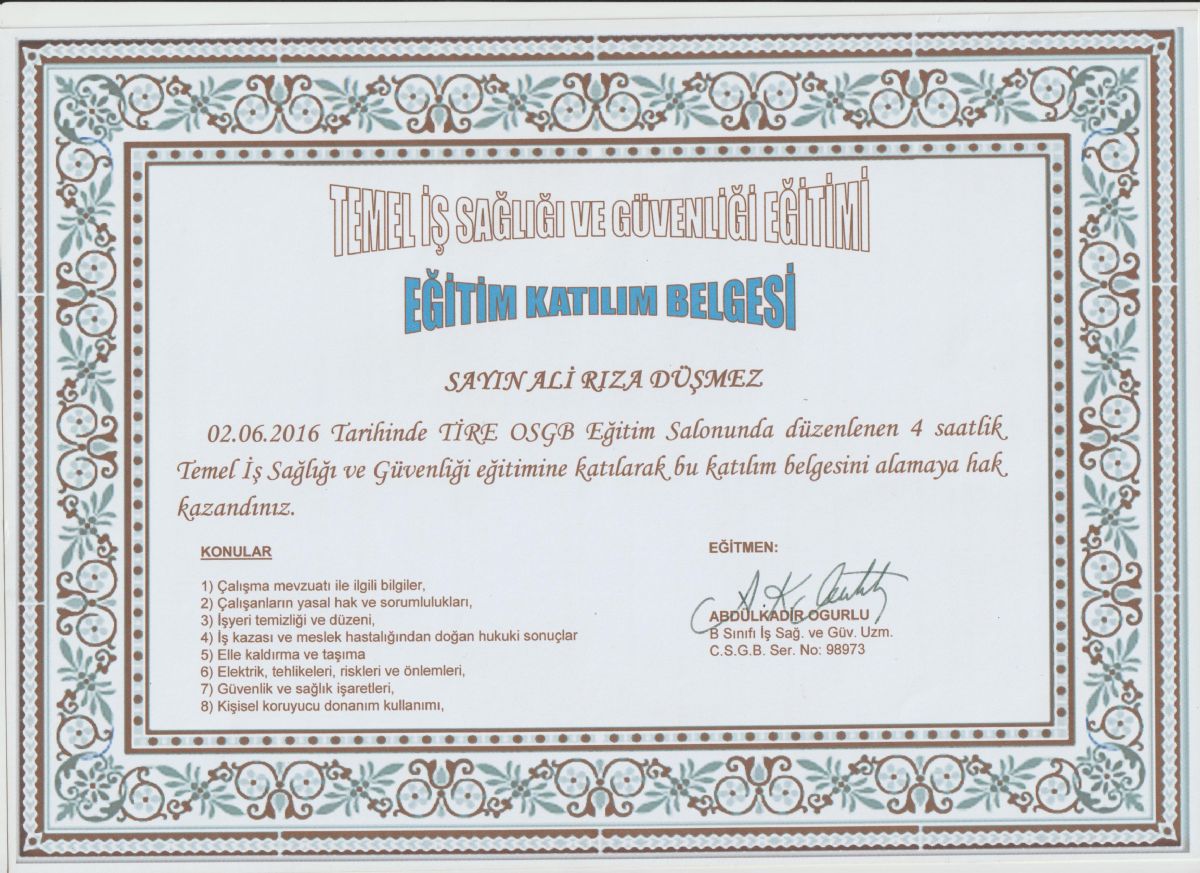 TEMEL İŞ SAĞLIĞI VE GÜVENLİĞİ EĞİTİMİ
EĞİTİM KATILIM BELGESİ
SAYIN ALİ RIZA DÜŞMEZ
02.06.2016 Tarihinde TİRE OSGB Eğitim Salonunda düzenlenen 4 saatlik
Temel İş Sağlığı ve Güvenliği eğitimine katılarak bu katılım belgesini alamaya hak
kazandınız.
KONULAR
1) Çalışma mevzuatı ile ilgili bilgiler,
2) Çalışanların yasal hak ve sorumlulukları,
3) İşyeri temizliği ve düzeni,
4) İş kazası ve meslek hastalığından doğan hukuki sonuçlar
5) Elle kaldırma ve taşıma
6) Elektrik, tehlikeleri, riskleri ve önlemleri,
7) Güvenlik ve sağlık işaretleri,
8) Kişisel koruyucu donanım kullanımı,
EĞİTMEN:
ABDÜLKADİR OGURLU
B Sınıfı İş Sağ. ve Güv. Uzm.
C.S.G.B. Ser. No: 98973